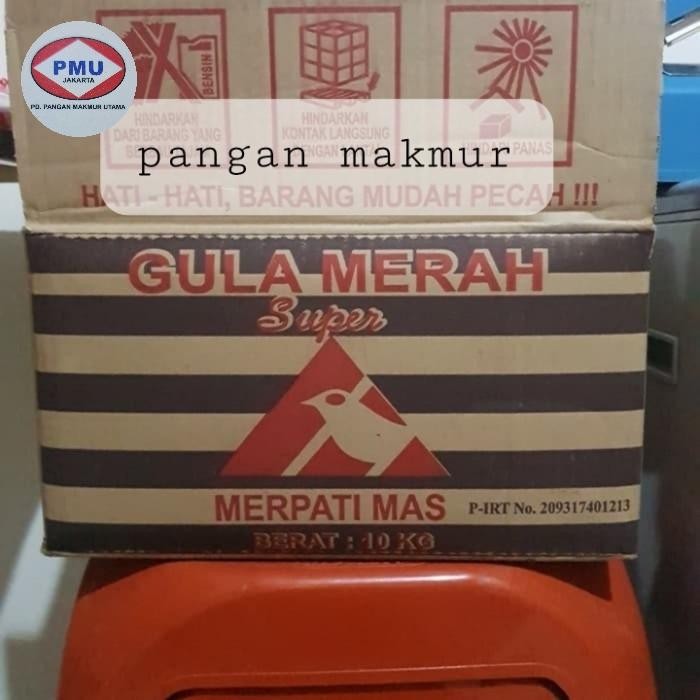 PMU
JAKARTA
PD. PANGAN MAKMUR UTAMA
BENSIN
HINDARKAN
DARI BARANG YANG
HINDARKAN
KONTAK LANGSUNG
PANAS
pangan makmur
HATI - HATI, BARANG MUDAH PECAH !!!
GULA MERAH
Super
MERPATI MAS
P-IRT No. 209317401213
BERAT : 10 KG